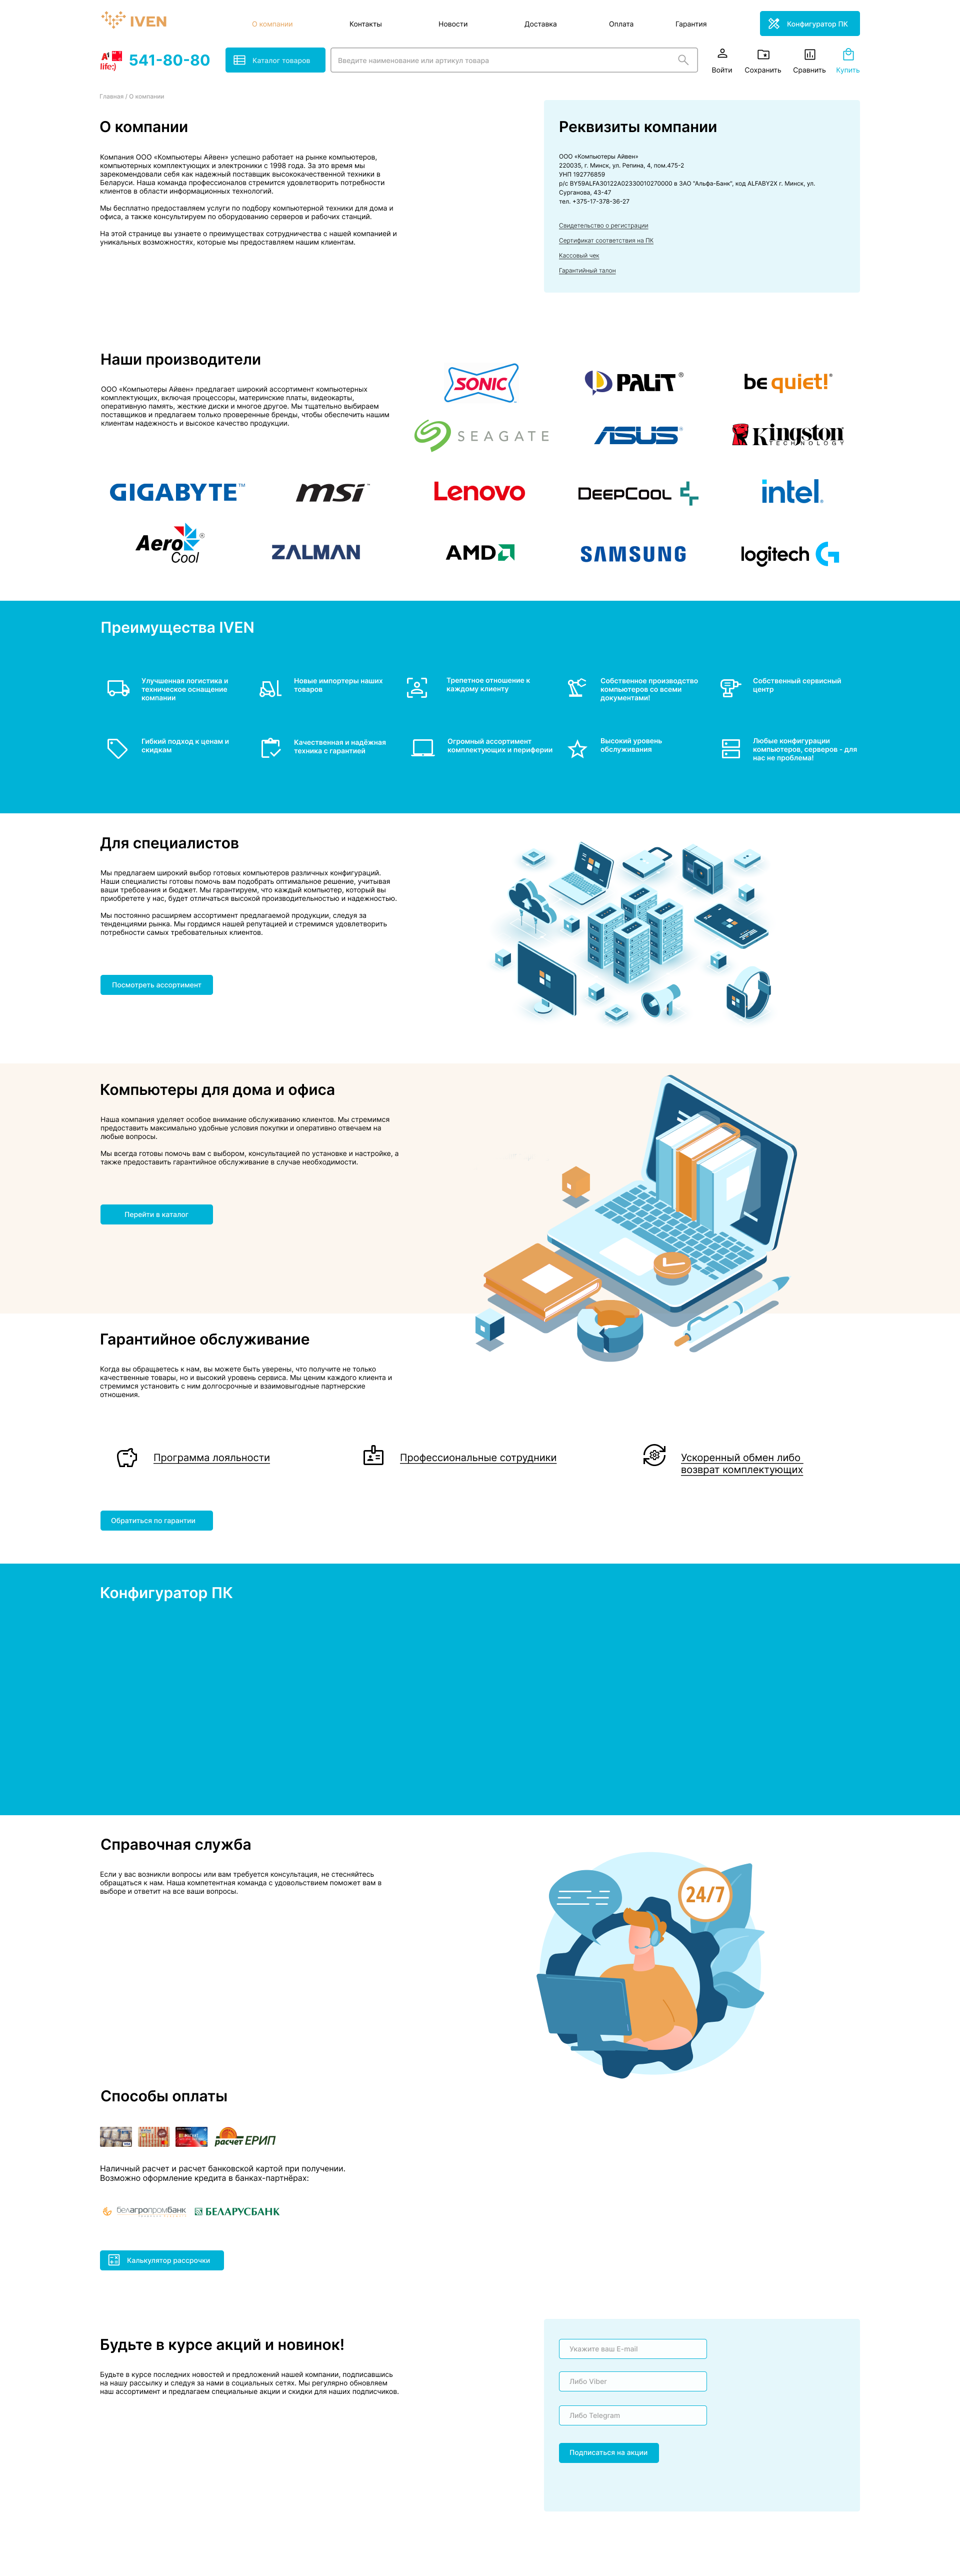 IVEN
О компании
Контакты
Новости
Доставка
Оплата
Гарантия
Конфигуратор ПК
A1
life:)
541-80-80
Каталог товаров
Введите наименование или артикул товара
Войти
Сохранить
Сравнить
Купить
Главная / О компании
О компании
Компания ООО «Компьютеры Айвен» успешно работает на рынке компьютеров,
компьютерных комплектующих и электроники с 1998 года. За это время мы
зарекомендовали себя как надежный поставщик высококачественной техники в
Беларуси. Наша команда профессионалов стремится удовлетворить потребности
клиентов в области информационных технологий.
Мы бесплатно предоставляем услуги по подбору компьютерной техники для дома и
офиса, а также консультируем по оборудованию серверов и рабочих станций.
На этой странице вы узнаете о преимуществах сотрудничества с нашей компанией и
уникальных возможностях, которые мы предоставляем нашим клиентам.
Реквизиты компании
ООО «Компьютеры Айвен»
220035, г. Минск, ул. Репина, 4, пом.475-2
УНП 192776859
р/с BY59ALFA30122A02330010270000 в ЗАО "Альфа-Банк", код ALFABY2X г. Минск, ул.
Сурганова, 43-47
тел. +375-17-378-36-27
Свидетельство о регистрации
Сертификат соответствия на ПК
Кассовый чек
Гарантийный талон
Наши производители
ООО «Компьютеры Айвен» предлагает широкий ассортимент компьютерных
комплектующих, включая процессоры, материнские платы, видеокарты,
оперативную память, жесткие диски и многое другое. Мы тщательно выбираем
поставщиков и предлагаем только проверенные бренды, чтобы обеспечить нашим
клиентам надежность и высокое качество продукции.
SONIC
PALIT®
be quiet!®
SEAGATE
ASUS®
Kingston
TECHNOLOGY
GIGABYTE™
msi™
Lenovo
DEEPCOOL
intel®
Aero Cool®
ZALMAN
AMD
SAMSUNG
logitech G
Преимущества IVEN
Улучшенная логистика и
техническое оснащение
компании
Новые импортеры наших
товаров
Трепетное отношение к
каждому клиенту
Собственное производство
компьютеров со всеми
документами!
Собственный сервисный
центр
Гибкий подход к ценам и
скидкам
Качественная и надёжная
техника с гарантией
Огромный ассортимент
комплектующих и периферии
Высокий уровень
обслуживания
Любые конфигурации
компьютеров, серверов - для
нас не проблема!
Для специалистов
Мы предлагаем широкий выбор готовых компьютеров различных конфигураций.
Наши специалисты готовы помочь вам подобрать оптимальное решение, учитывая
ваши требования и бюджет. Мы гарантируем, что каждый компьютер, который вы
приобретете у нас, будет отличаться высокой производительностью и надежностью.
Мы постоянно расширяем ассортимент предлагаемой продукции, следуя за
тенденциями рынка. Мы гордимся нашей репутацией и стремимся удовлетворить
потребности самых требовательных клиентов.
Посмотреть ассортимент
Компьютеры для дома и офиса
Наша компания уделяет особое внимание обслуживанию клиентов. Мы стремимся
предоставить максимально удобные условия покупки и оперативно отвечаем на
любые вопросы.
Мы всегда готовы помочь вам с выбором, консультацией по установке и настройке, а
также предоставить гарантийное обслуживание в случае необходимости.
Перейти в каталог
Гарантийное обслуживание
Когда вы обращаетесь к нам, вы можете быть уверены, что получите не только
качественные товары, но и высокий уровень сервиса. Мы ценим каждого клиента и
стремимся установить с ним долгосрочные и взаимовыгодные партнерские
отношения.
Программа лояльности
Профессиональные сотрудники
Ускоренный обмен либо
возврат комплектующих
Обратиться по гарантии
Конфигуратор ПК
Справочная служба
Если у вас возникли вопросы или вам требуется консультация, не стесняйтесь
обращаться к нам. Наша компетентная команда с удовольствием поможет вам в
выборе и ответит на все ваши вопросы.
24/7
Способы оплаты
расчет ЕРИП
Наличный расчет и расчет банковской картой при получении.
Возможно оформление кредита в банках-партнёрах:
белагропромбанк
БЕЛАРУСБАНК
Калькулятор рассрочки
Будьте в курсе акций и новинок!
Будьте в курсе последних новостей и предложений нашей компании, подписавшись
на нашу рассылку и следуя за нами в социальных сетях. Мы регулярно обновляем
наш ассортимент и предлагаем специальные акции и скидки для наших подписчиков.
Укажите ваш E-mail
Либо Viber
Либо Telegram
Подписаться на акции